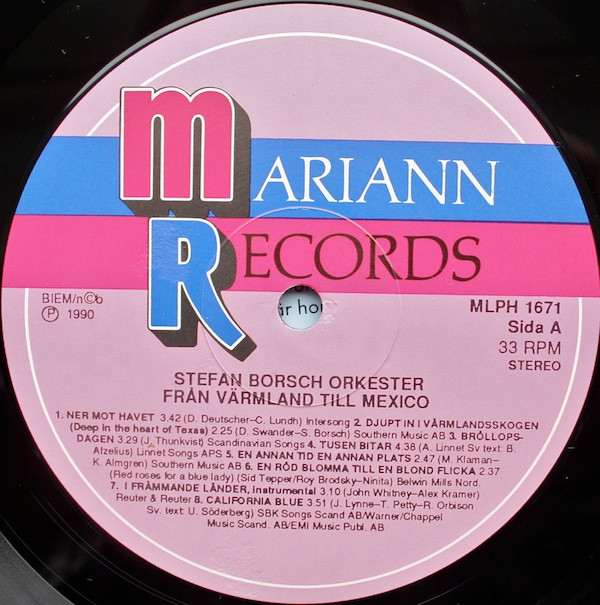 MARIANN
RECORDS
BIEM/n©b
Ⓟ 1990
MLPH 1671
Sida A
33 RPM
STEREO
STEFAN BORSCH ORKESTER
FRÅN VÄRMLAND TILL MEXICO
1. NER MOT HAVET 3.42 (D. Deutscher–C. Lundh) Intersong 2. DJUPT IN I VÄRMLANDSSKOGEN
(Deep in the heart of Texas) 2.25 (D. Swander–S. Borsch) Southern Music AB 3. BRÖLLOPS-
DAGEN 3.29 (J. Thunkvist) Scandinavian Songs 4. TUSEN BITAR 4.38 (A. Linnet Sv text: B.
Afzelius) Linnet Songs APS 5. EN ANNAN TID EN ANNAN PLATS 2.47 (M. Klaman-
K. Almgren) Southern Music AB 6. EN RÖD BLOMMA TILL EN BLOND FLICKA 2.37
(Red roses for a blue lady) (Sid Tepper/Roy Brodsky–Ninita) Belwin Mills Nord.
7. I FRÄMMANDE LÄNDER, Instrumental 3.10 (John Whitney–Alex Kramer)
Reuter & Reuter 8. CALIFORNIA BLUE 3.51 (J. Lynne–T. Petty–R. Orbison
Sv. text: U. Söderberg) SBK Songs Scand AB/Warner/Chappel
Music Scand. AB/EMI Music Publ. AB